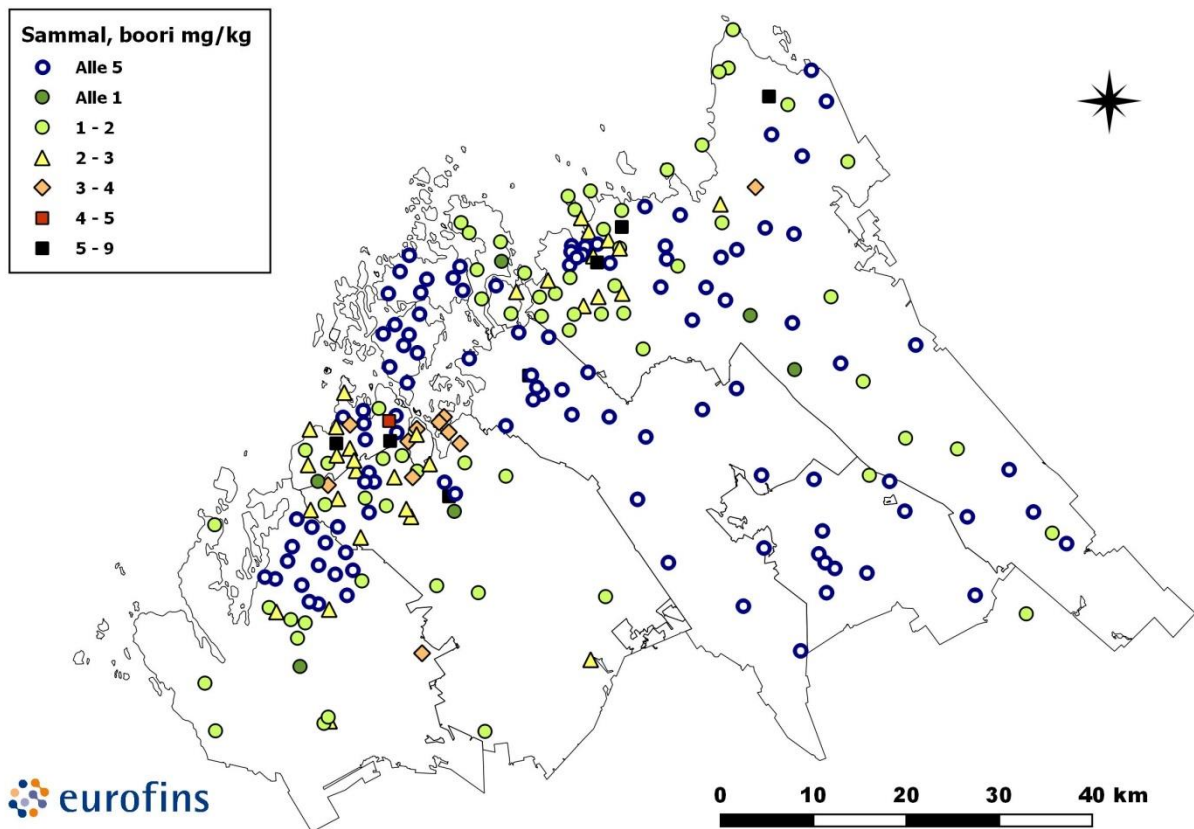 Sammal, boori mg/kg
Alle 5
Alle 1
1 - 2
2 - 3
3 - 4
4 - 5
5 - 9
eurofins
0 10 20 30 40 km